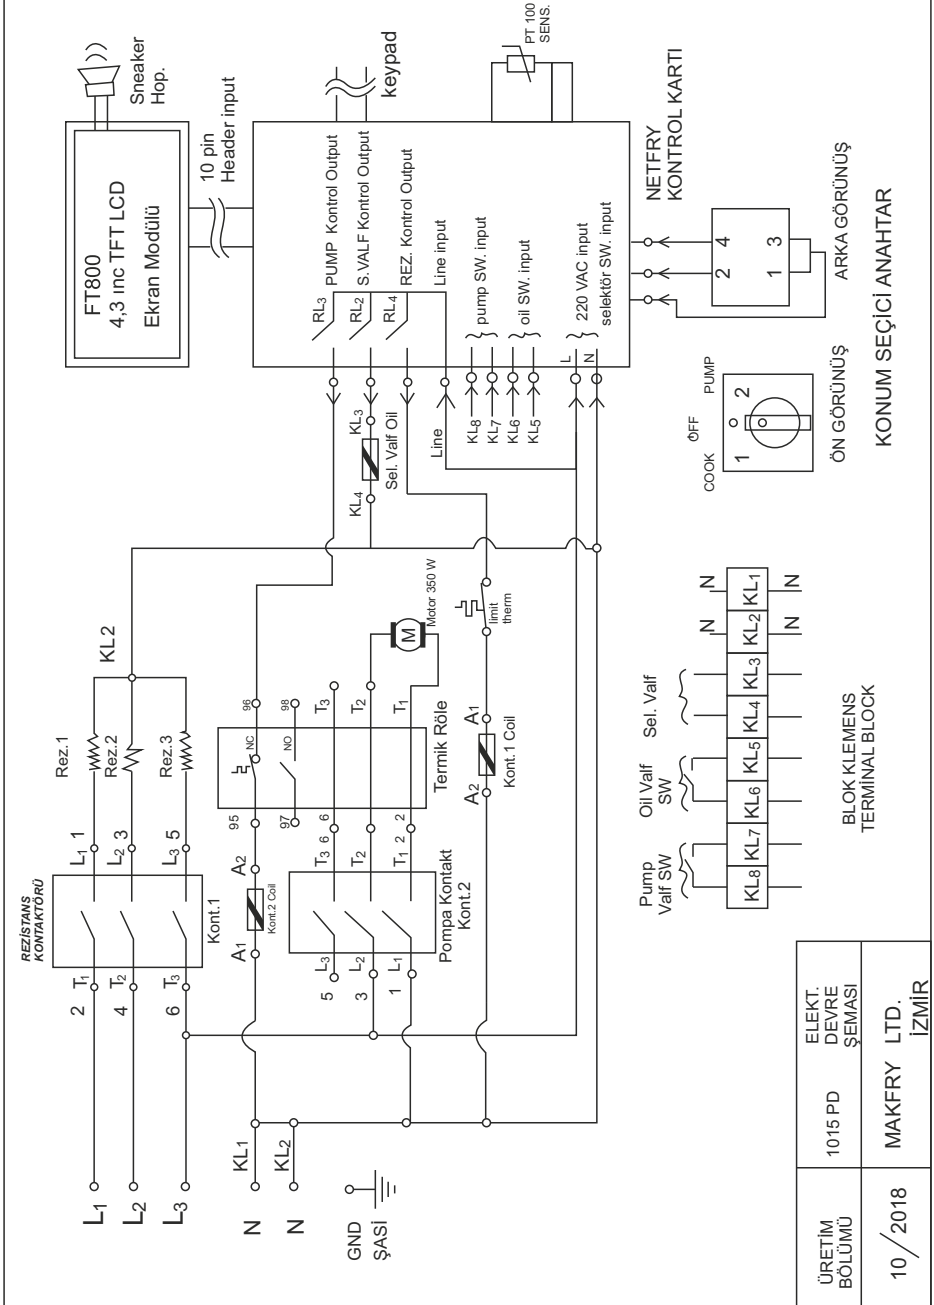 FT800
4,3 ınc TFT LCD
Ekran Modülü
Sneaker
Hop.
10 pin
Header input
keypad
PT 100
SENS.
PUMP Kontrol Output
S.VALF Kontrol Output
REZ. Kontrol Output
Line input
RL3
RL2
RL4
pump SW. input
oil SW. input
220 VAC input
selektör SW. input
L
N
KL8
KL7
KL6
KL5
NETFRY
KONTROL KARTI
4
2
3
1
ARKA GÖRÜNÜŞ
KONUM SEÇİCİ ANAHTAR
COOK
OFF
PUMP
1
2
ÖN GÖRÜNÜŞ
KL3
Sel. Valf Oil
KL4
Line
KL2
Rez.1
Rez.2
Rez.3
L1 1
L2 3
L3 5
REZİSTANS
KONTAKTÖRÜ
Kont.1
T1
T2
T3
2
4
6
L1
L2
L3
96
98
NC
NO
95
97
T3
T2
T1
Termik Röle
M
Motor 350 W
limit
therm
A1
Kont.1 Coil
A2
A2
Kont.2 Coil
A1
6
2
T3 6
T2
T1 2
Pompa Kontakt
Kont.2
L3
L2
L1
5
3
1
KL1
KL2
N
N
GND
ŞASİ
Pump
Valf SW
Oil Valf
SW
Sel. Valf
N
N
KL8
KL7
KL6
KL5
KL4
KL3
KL2
KL1
N
N
BLOK KLEMENS
TERMİNAL BLOCK
ÜRETİM
BÖLÜMÜ
1015 PD
ELEKT.
DEVRE
ŞEMASI
10 / 2018
MAKFRY LTD.
İZMİR